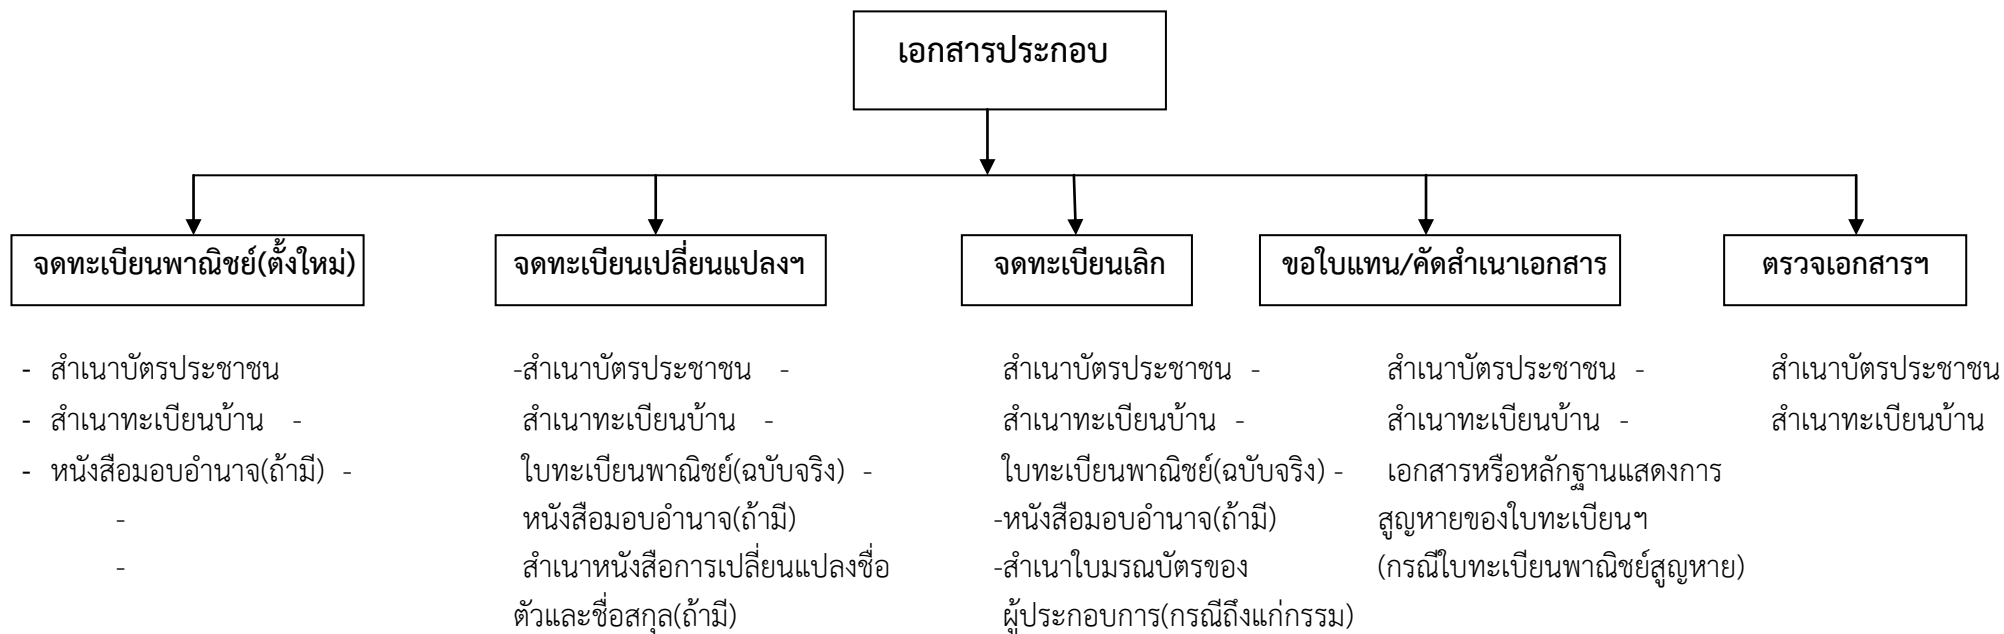 เอกสารประกอบ
จดทะเบียนพาณิชย์(ตั้งใหม่)
จดทะเบียนเปลี่ยนแปลงฯ
จดทะเบียนเลิก
ขอใบแทน/คัดสำเนาเอกสาร
ตรวจเอกสารฯ
- สำเนาบัตรประชาชน
- สำเนาทะเบียนบ้าน -
- หนังสือมอบอำนาจ(ถ้ามี) -
-
-
-สำเนาบัตรประชาชน -
สำเนาทะเบียนบ้าน -
ใบทะเบียนพาณิชย์(ฉบับจริง) -
หนังสือมอบอำนาจ(ถ้ามี)
สำเนาหนังสือการเปลี่ยนแปลงชื่อ
ตัวและชื่อสกุล(ถ้ามี)
สำเนาบัตรประชาชน -
สำเนาทะเบียนบ้าน -
ใบทะเบียนพาณิชย์(ฉบับจริง) -
-หนังสือมอบอำนาจ(ถ้ามี)
-สำเนาใบมรณบัตรของ
ผู้ประกอบการ(กรณีถึงแก่กรรม)
สำเนาบัตรประชาชน -
สำเนาทะเบียนบ้าน -
เอกสารหรือหลักฐานแสดงการ
สูญหายของใบทะเบียนฯ
(กรณีใบทะเบียนพาณิชย์สูญหาย)
สำเนาบัตรประชาชน
สำเนาทะเบียนบ้าน